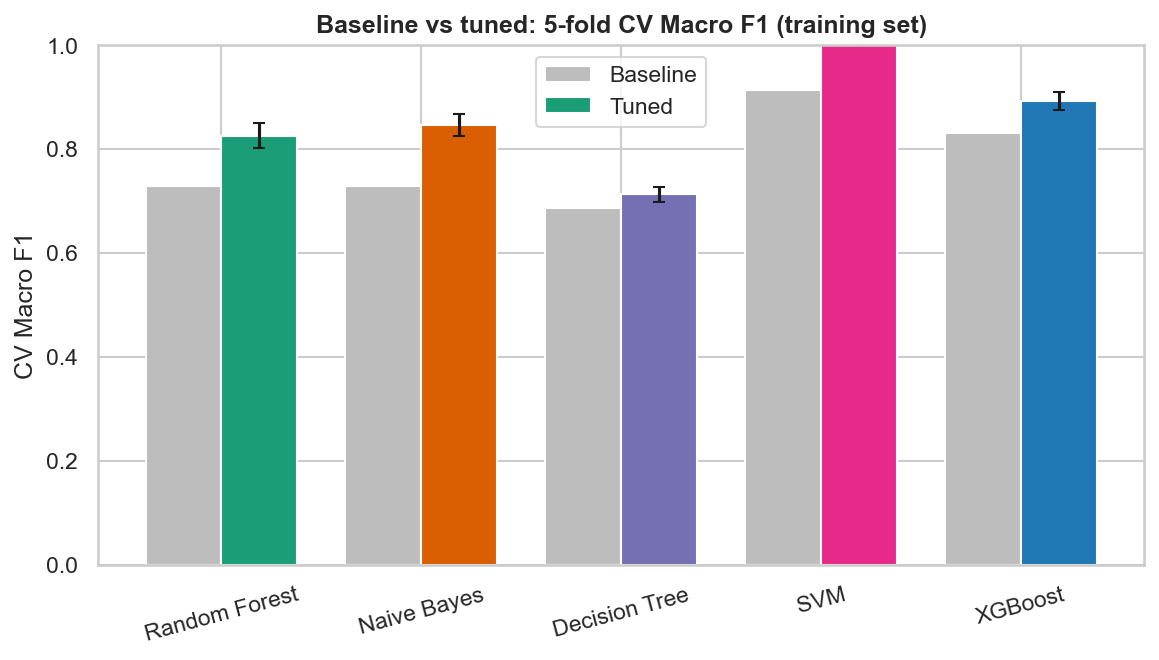 Baseline vs tuned: 5-fold CV Macro F1 (training set)
1.0
0.8
0.6
0.4
0.2
0.0
CV Macro F1
Baseline
Tuned
Random Forest
Naive Bayes
Decision Tree
SVM
XGBoost